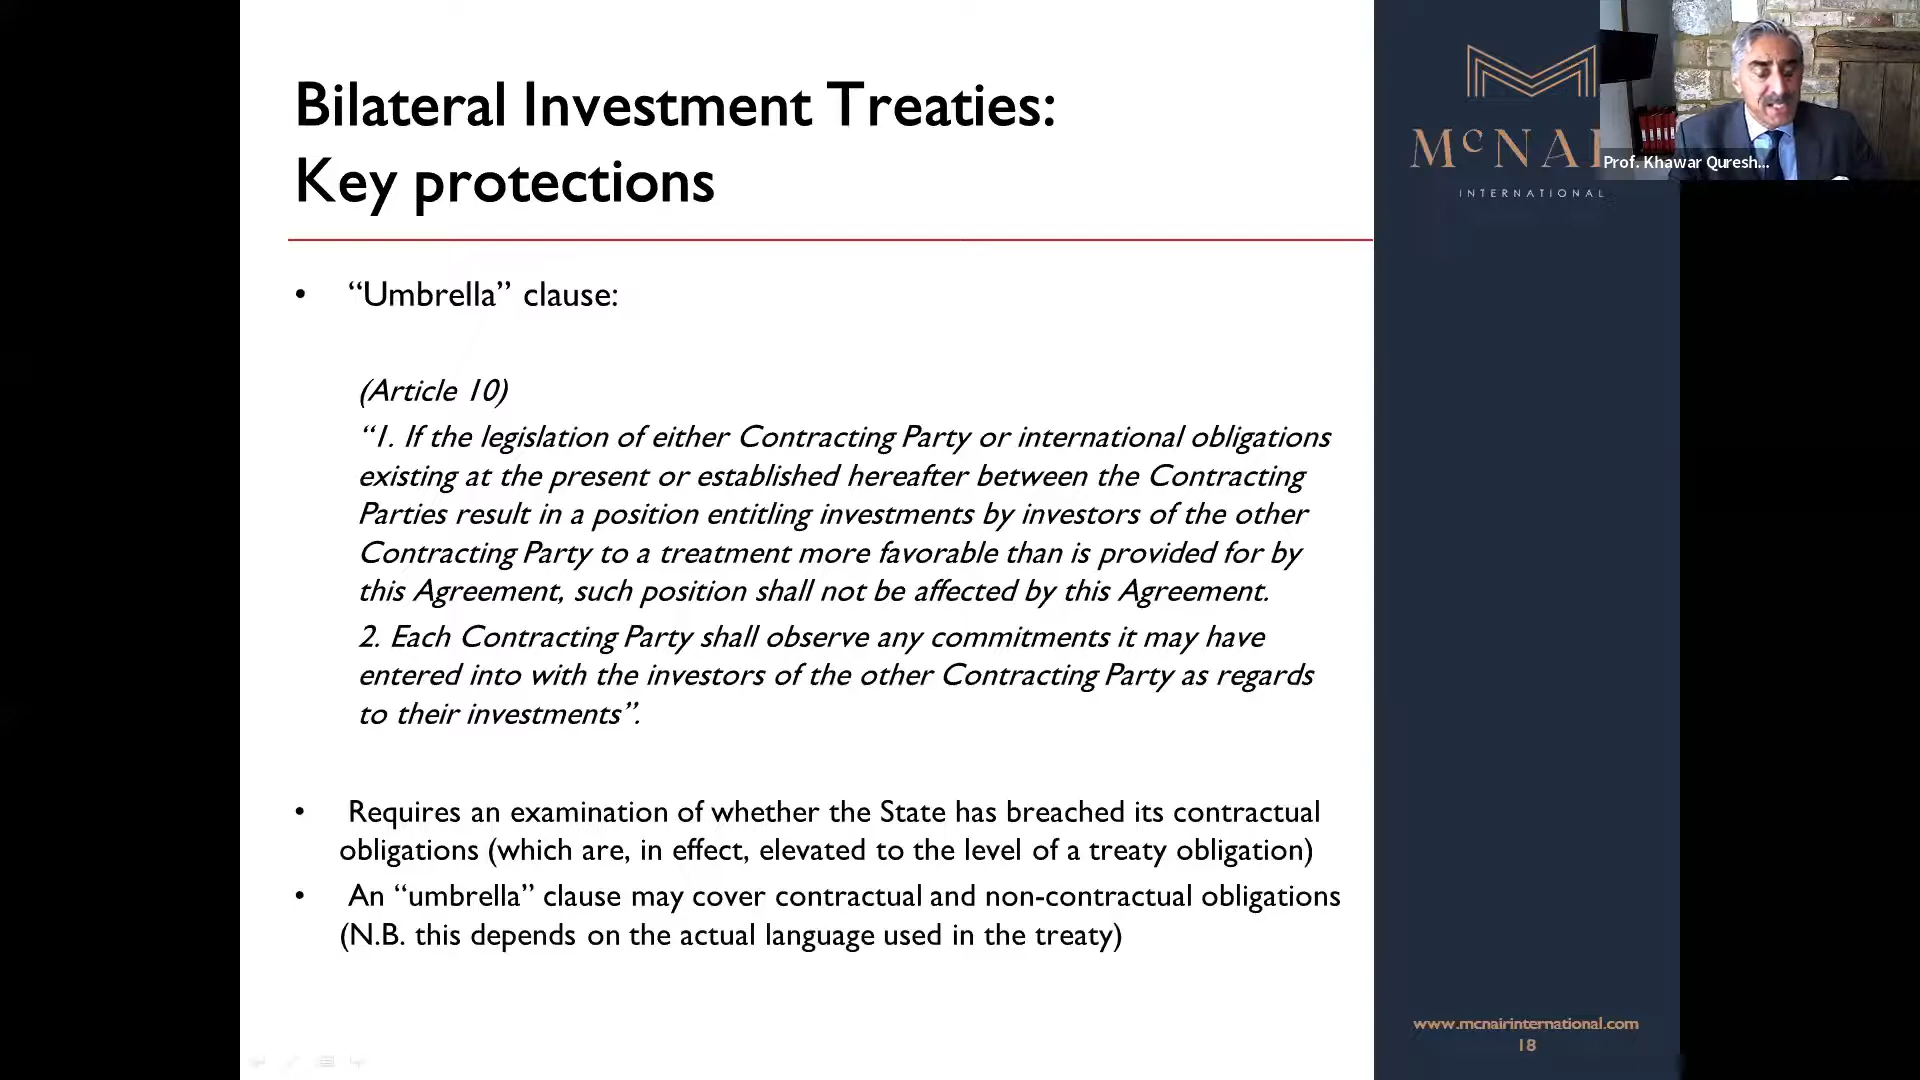 Bilateral Investment Treaties:
Key protections
• “Umbrella” clause:
(Article 10)
“1. If the legislation of either Contracting Party or international obligations
existing at the present or established hereafter between the Contracting
Parties result in a position entitling investments by investors of the other
Contracting Party to a treatment more favorable than is provided for by
this Agreement, such position shall not be affected by this Agreement.
2. Each Contracting Party shall observe any commitments it may have
entered into with the investors of the other Contracting Party as regards
to their investments”.
• Requires an examination of whether the State has breached its contractual
obligations (which are, in effect, elevated to the level of a treaty obligation)
• An “umbrella” clause may cover contractual and non-contractual obligations
(N.B. this depends on the actual language used in the treaty)
McNAI
INTERNATIONAL
Prof. Khawar Quresh...
www.mcnairinternational.com
18